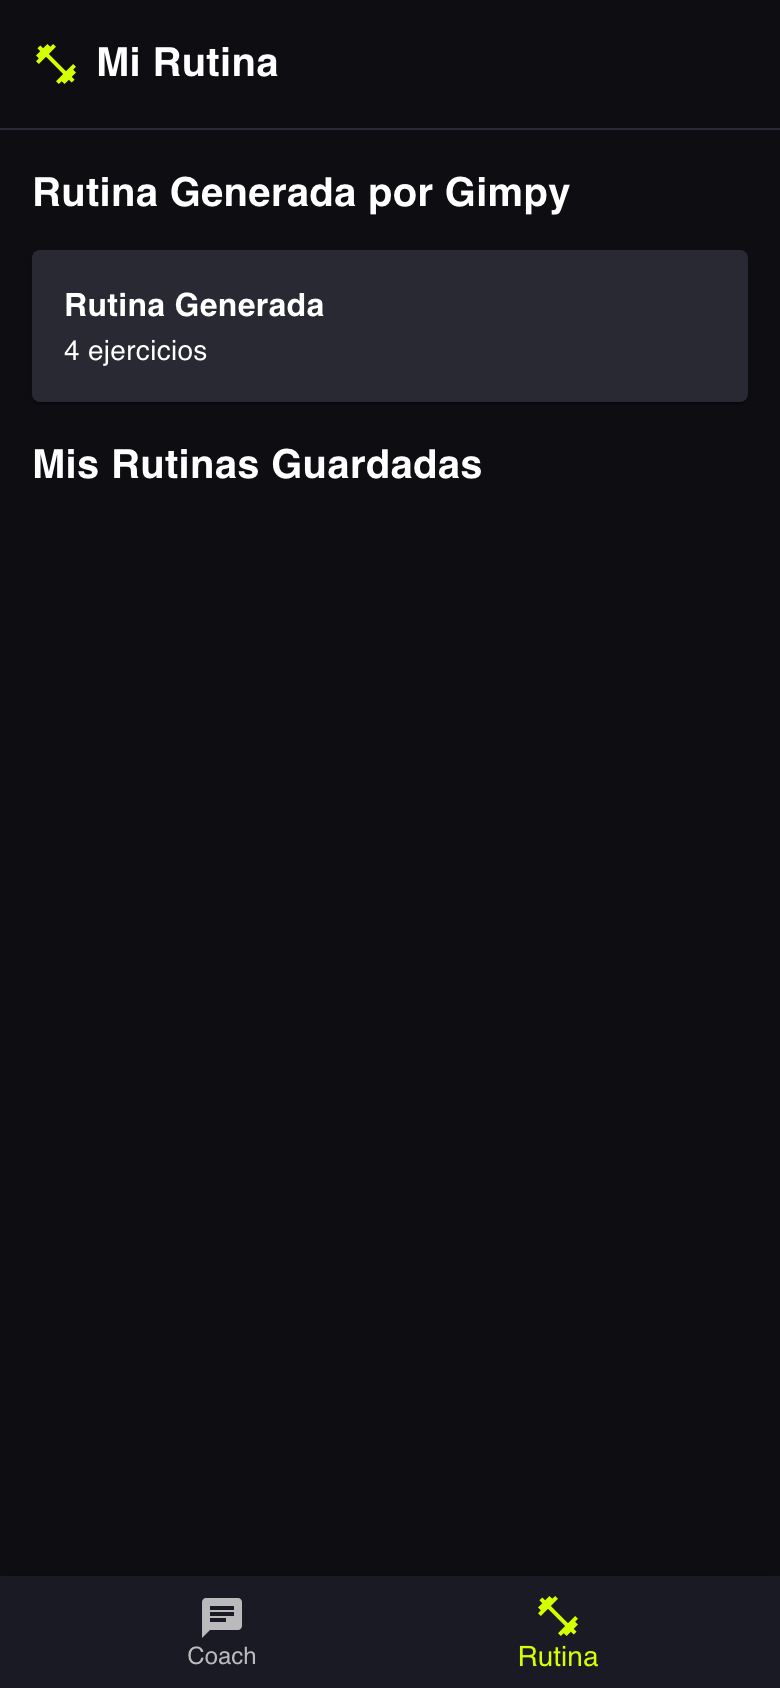 Mi Rutina
Rutina Generada por Gimpy
Rutina Generada
4 ejercicios
Mis Rutinas Guardadas
Coach
Rutina